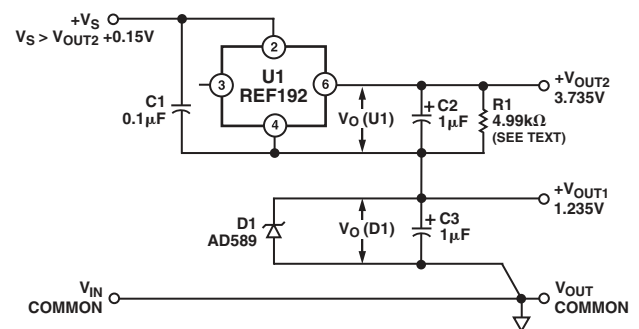 +VS
VS > VOUT2 +0.15V
2
U1
REF192
3
6
4
C1
0.1µF
VO (U1)
+
C2
1µF
R1
4.99kΩ
(SEE TEXT)
+VOUT2
3.735V
+VOUT1
1.235V
D1
AD589
VO (D1)
+
C3
1µF
VIN
COMMON
VOUT
COMMON